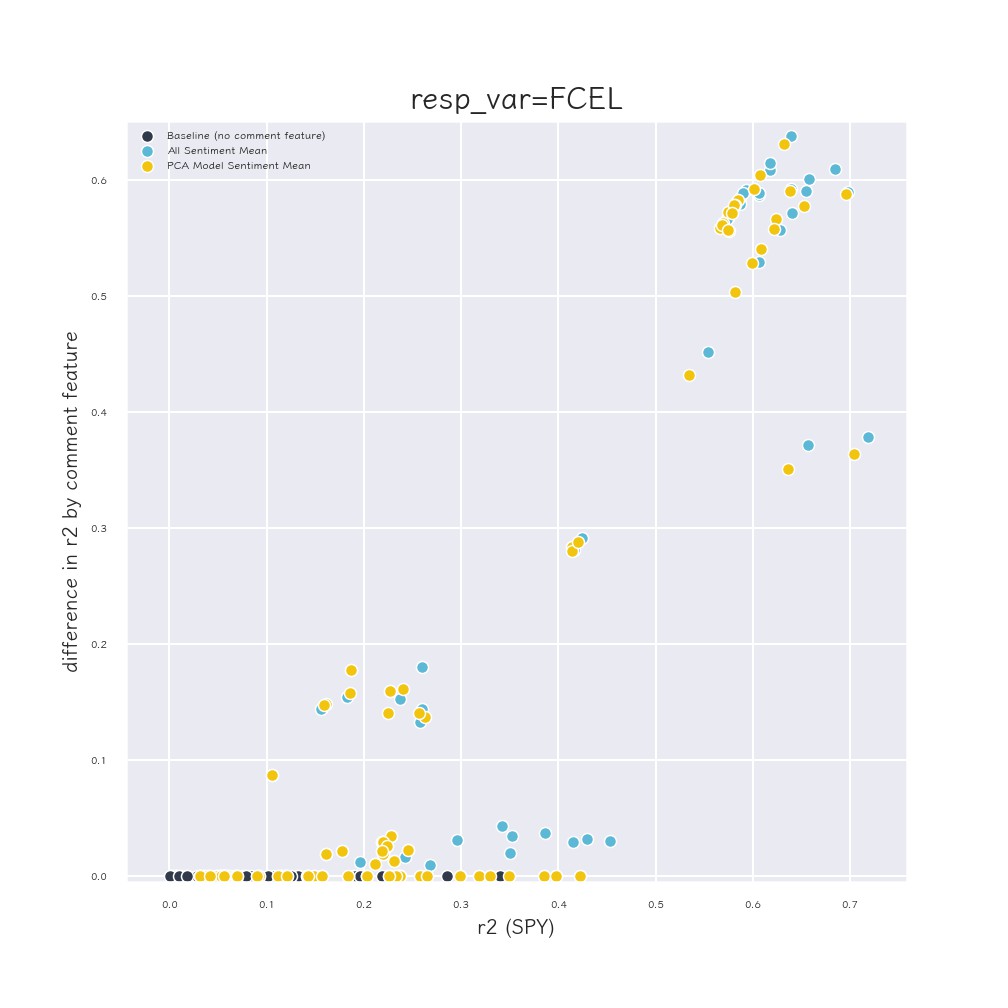 resp_var=FCEL
Baseline (no comment feature)
All Sentiment Mean
PCA Model Sentiment Mean
difference in r2 by comment feature
0.6
0.5
0.4
0.3
0.2
0.1
0.0
0.0 0.1 0.2 0.3 0.4 0.5 0.6 0.7
r2 (SPY)